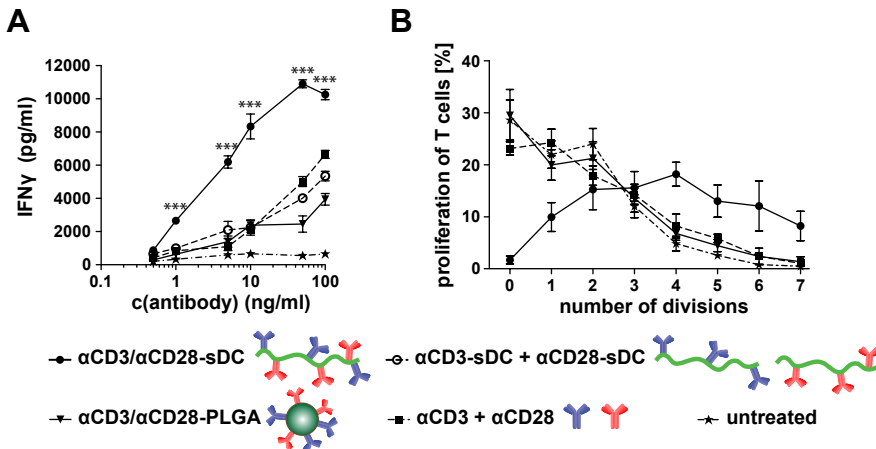 A
B
IFNγ (pg/ml)
12000
10000
8000
6000
4000
2000
0
0.1
1
10
100
c(antibody) (ng/ml)
***
***
***
***
***
proliferation of T cells [%]
40
30
20
10
0
0
1
2
3
4
5
6
7
number of divisions
αCD3/αCD28-sDC
αCD3-sDC + αCD28-sDC
αCD3/αCD28-PLGA
αCD3 + αCD28
untreated